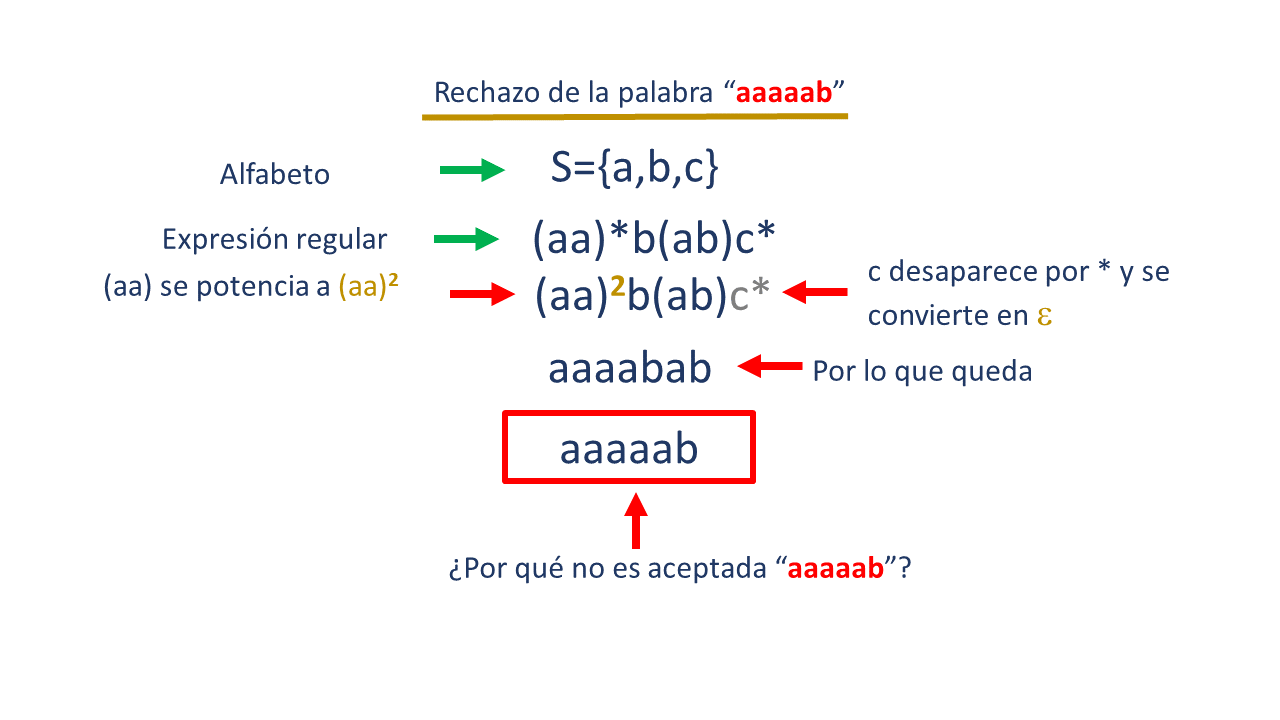 Rechazo de la palabra “aaaaab”
Alfabeto
S={a,b,c}
Expresión regular
(aa)*b(ab)c*
(aa) se potencia a (aa)²
(aa)²b(ab)c*
c desaparece por * y se
convierte en ε
aaaabab
Por lo que queda
aaaaab
¿Por qué no es aceptada “aaaaab”?